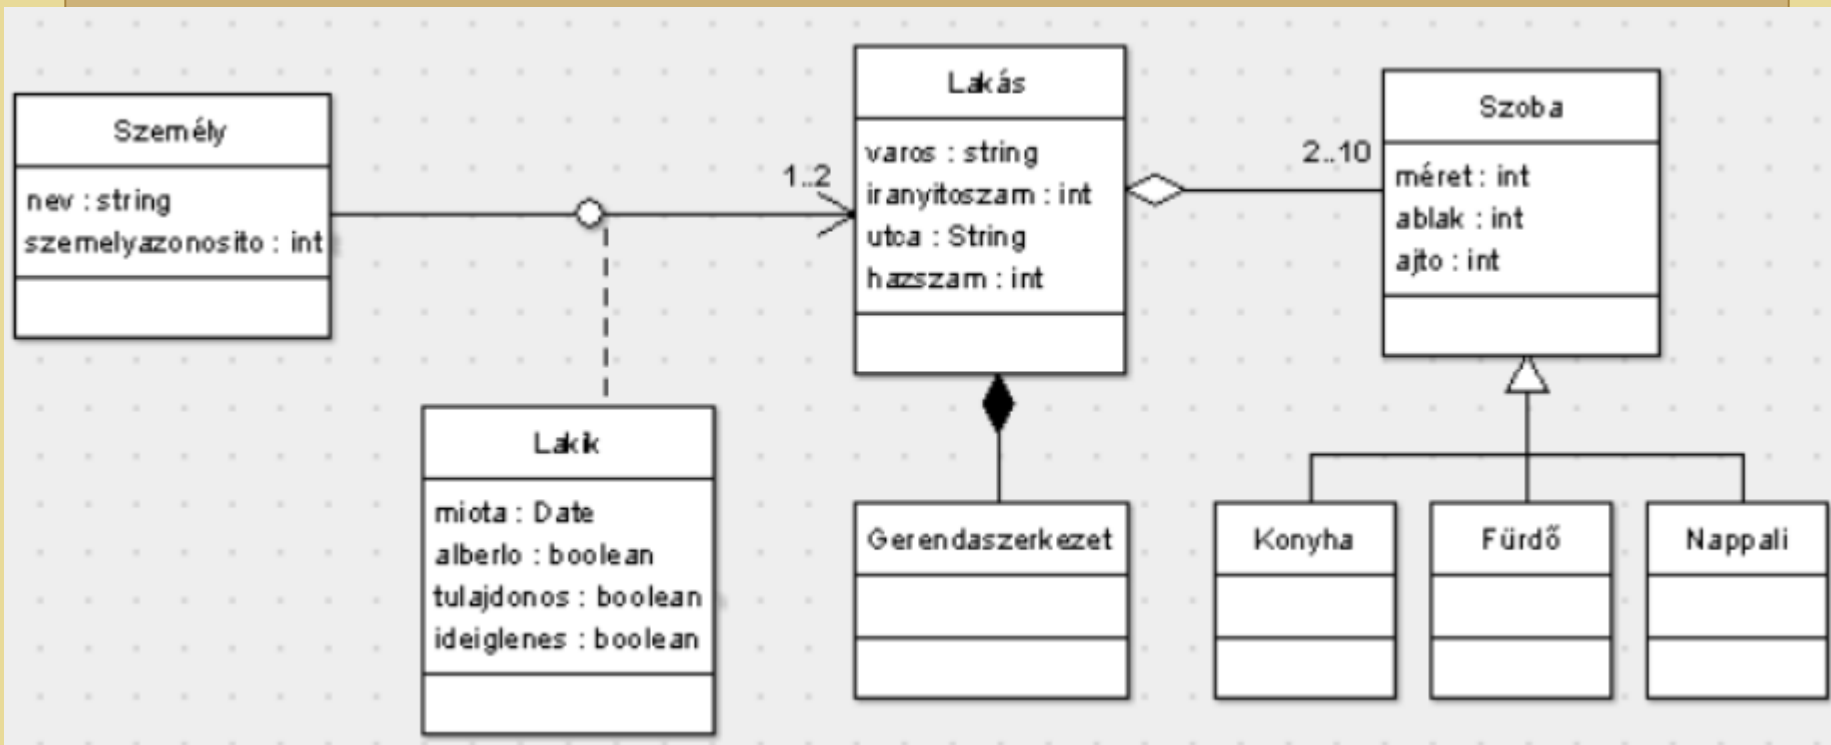 Személy
nev : string
szemelyazonosito : int
1..2
Lakás
varos : string
iranyitoszam : int
utca : String
hazszam : int
2..10
Szoba
méret : int
ablak : int
ajto : int
Lakik
miota : Date
alberlo : boolean
tulajdonos : boolean
ideiglenes : boolean
Gerendaszerkezet
Konyha
Fürdő
Nappali